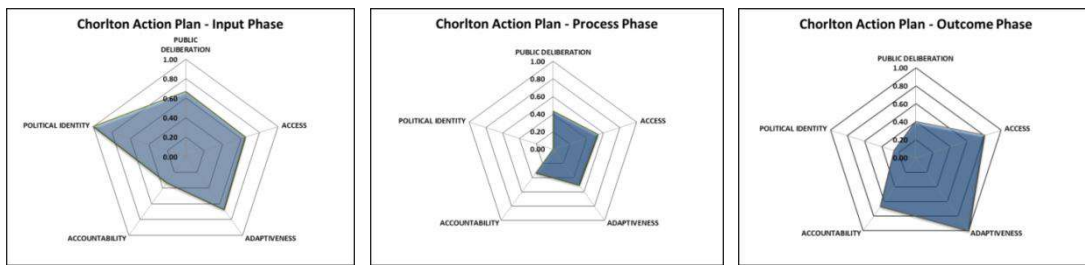 Chorlton Action Plan - Input Phase
PUBLIC
DELIBERATION
1.00
0.80
0.60
0.40
0.20
0.00
POLITICAL IDENTITY
ACCESS
ACCOUNTABILITY
ADAPTIVENESS
Chorlton Action Plan - Process Phase
PUBLIC DELIBERATION
1.00
0.80
0.60
0.40
0.20
0.00
POLITICAL IDENTITY
ACCESS
ACCOUNTABILITY
ADAPTIVENESS
Chorlton Action Plan - Outcome Phase
PUBLIC DELIBERATION
1.00
0.80
0.60
0.40
0.20
0.00
POLITICAL IDENTITY
ACCESS
ACCOUNTABILITY
ADAPTIVENESS